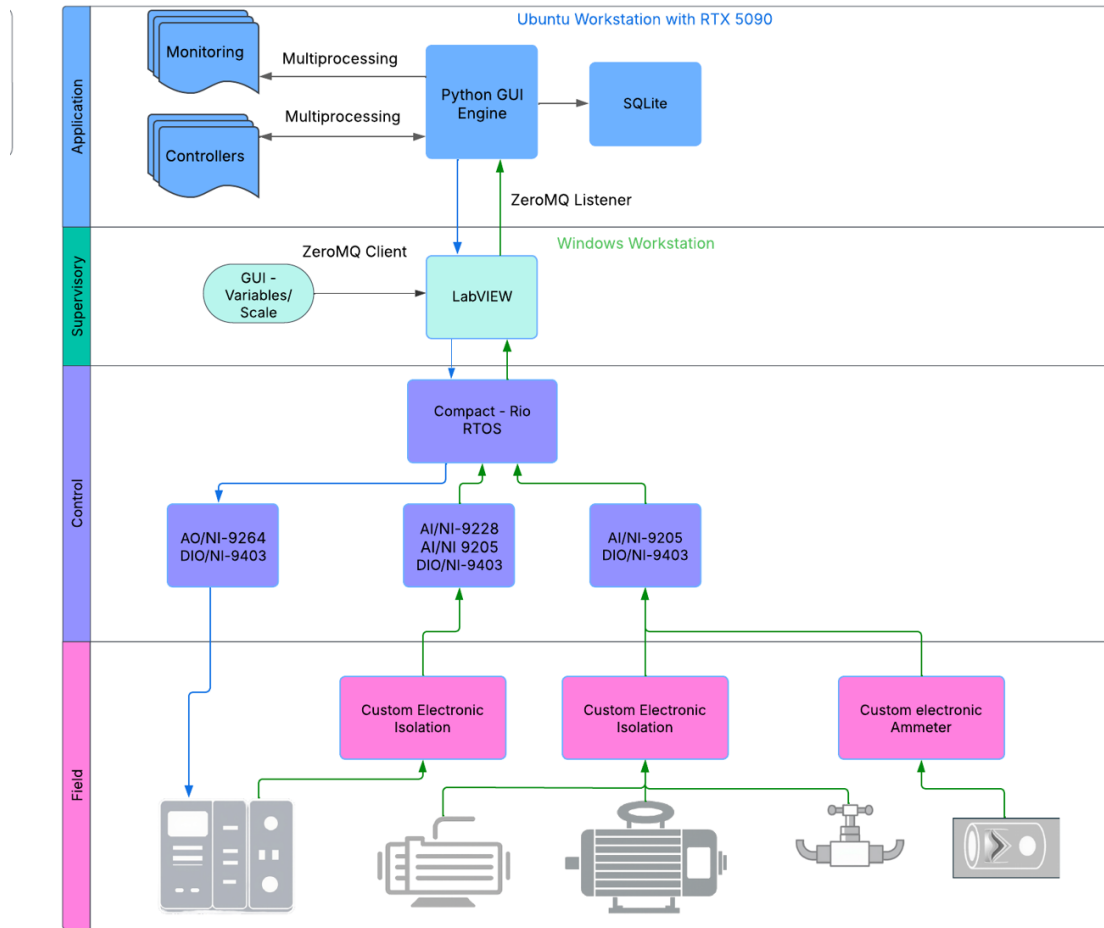 Ubuntu Workstation with RTX 5090
Application
Monitoring
Multiprocessing
Python GUI
Engine
SQLite
Multiprocessing
Controllers
ZeroMQ Listener
Supervisory
Windows Workstation
ZeroMQ Client
GUI -
Variables/
Scale
LabVIEW
Control
Compact - Rio
RTOS
AO/NI-9264
DIO/NI-9403
AI/NI-9228
AI/NI 9205
DIO/NI-9403
AI/NI-9205
DIO/NI-9403
Field
Custom Electronic
Isolation
Custom Electronic
Isolation
Custom electronic
Ammeter